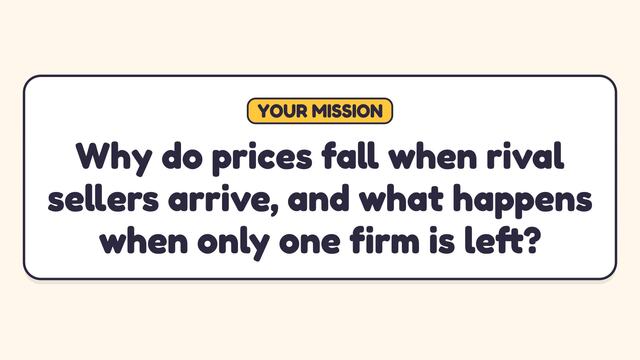 YOUR MISSION
Why do prices fall when rival
sellers arrive, and what happens
when only one firm is left?